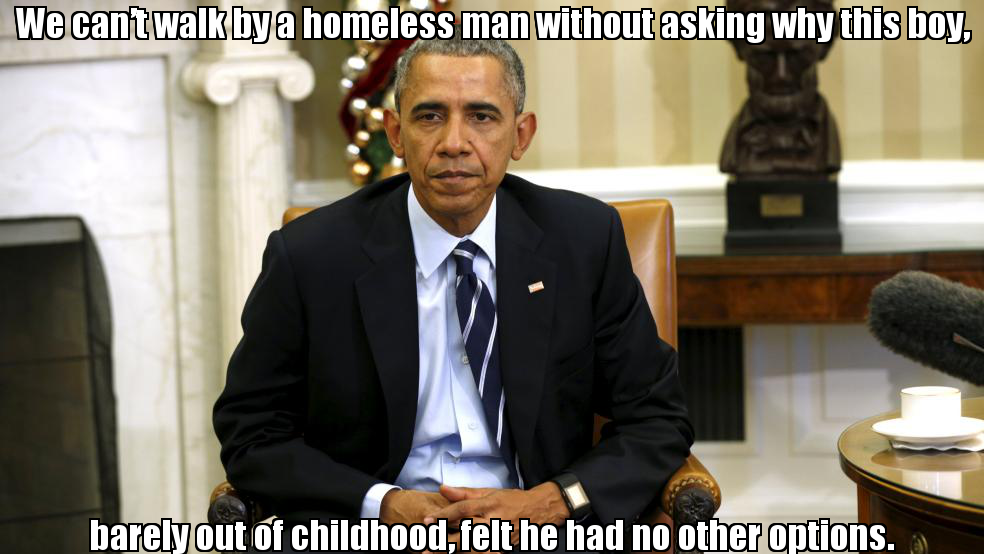 We can't walk by a homeless man without asking why this boy,
barely out of childhood, felt he had no other options.